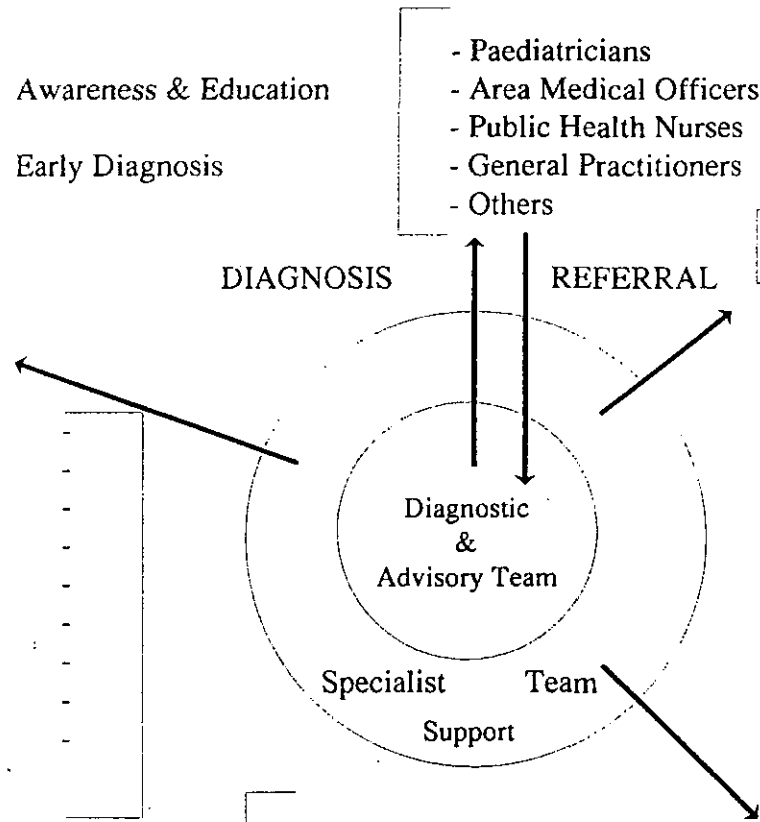 Awareness & Education
Early Diagnosis
- Paediatricians
- Area Medical Officers
- Public Health Nurses
- General Practitioners
- Others
DIAGNOSIS
REFERRAL
Diagnostic
&
Advisory Team
Specialist Team
Support
-
-
-
-
-
-
-
-
-